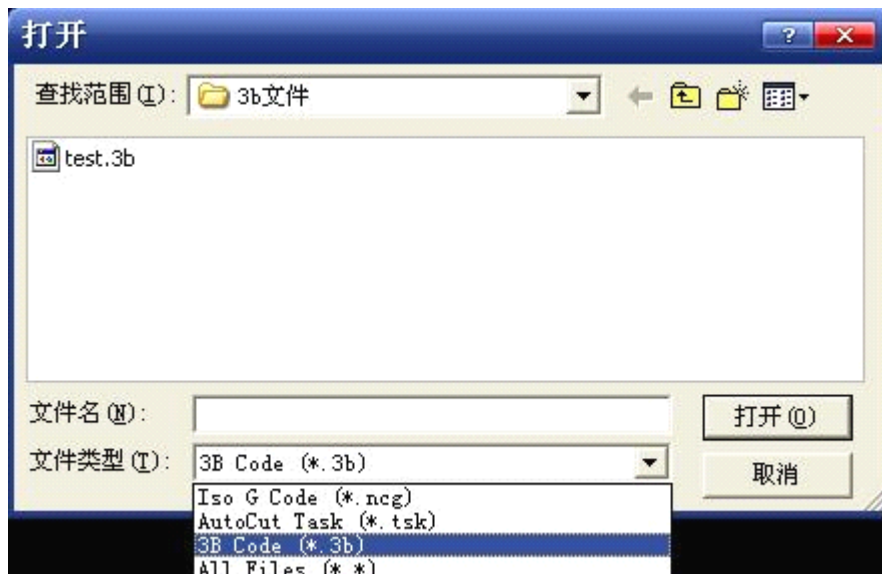 打开
查找范围(I): 3b文件
test.3b
文件名(N): 打开(O)
文件类型(T): 3B Code (*.3b) 取消
Iso G Code (*.ncg)
AutoCut Task (*.tsk)
3B Code (*.3b)
All Files (*.*)